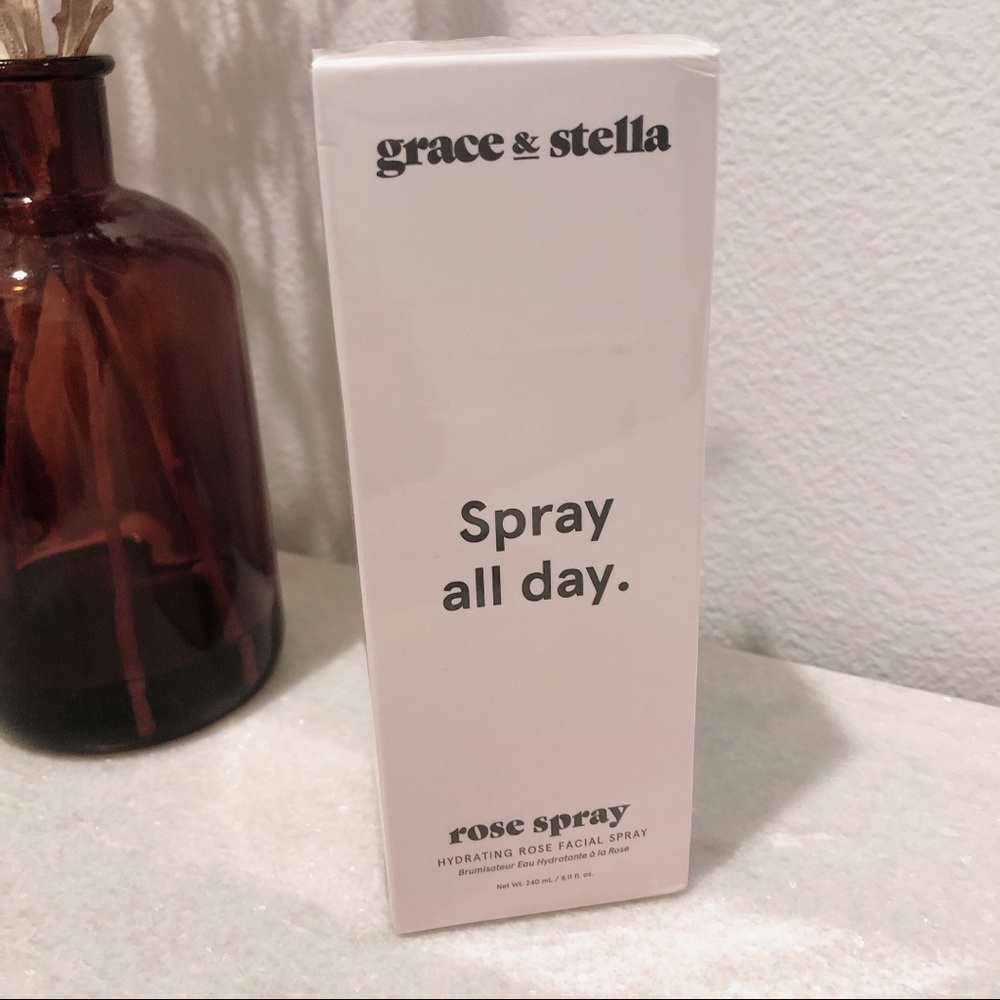 grace & stella
Spray
all day.
rose spray
HYDRATING ROSE FACIAL SPRAY
Brumisateur Eau Hydratante à la Rose
Net Wt. 240 mL / 8.11 fl. oz.